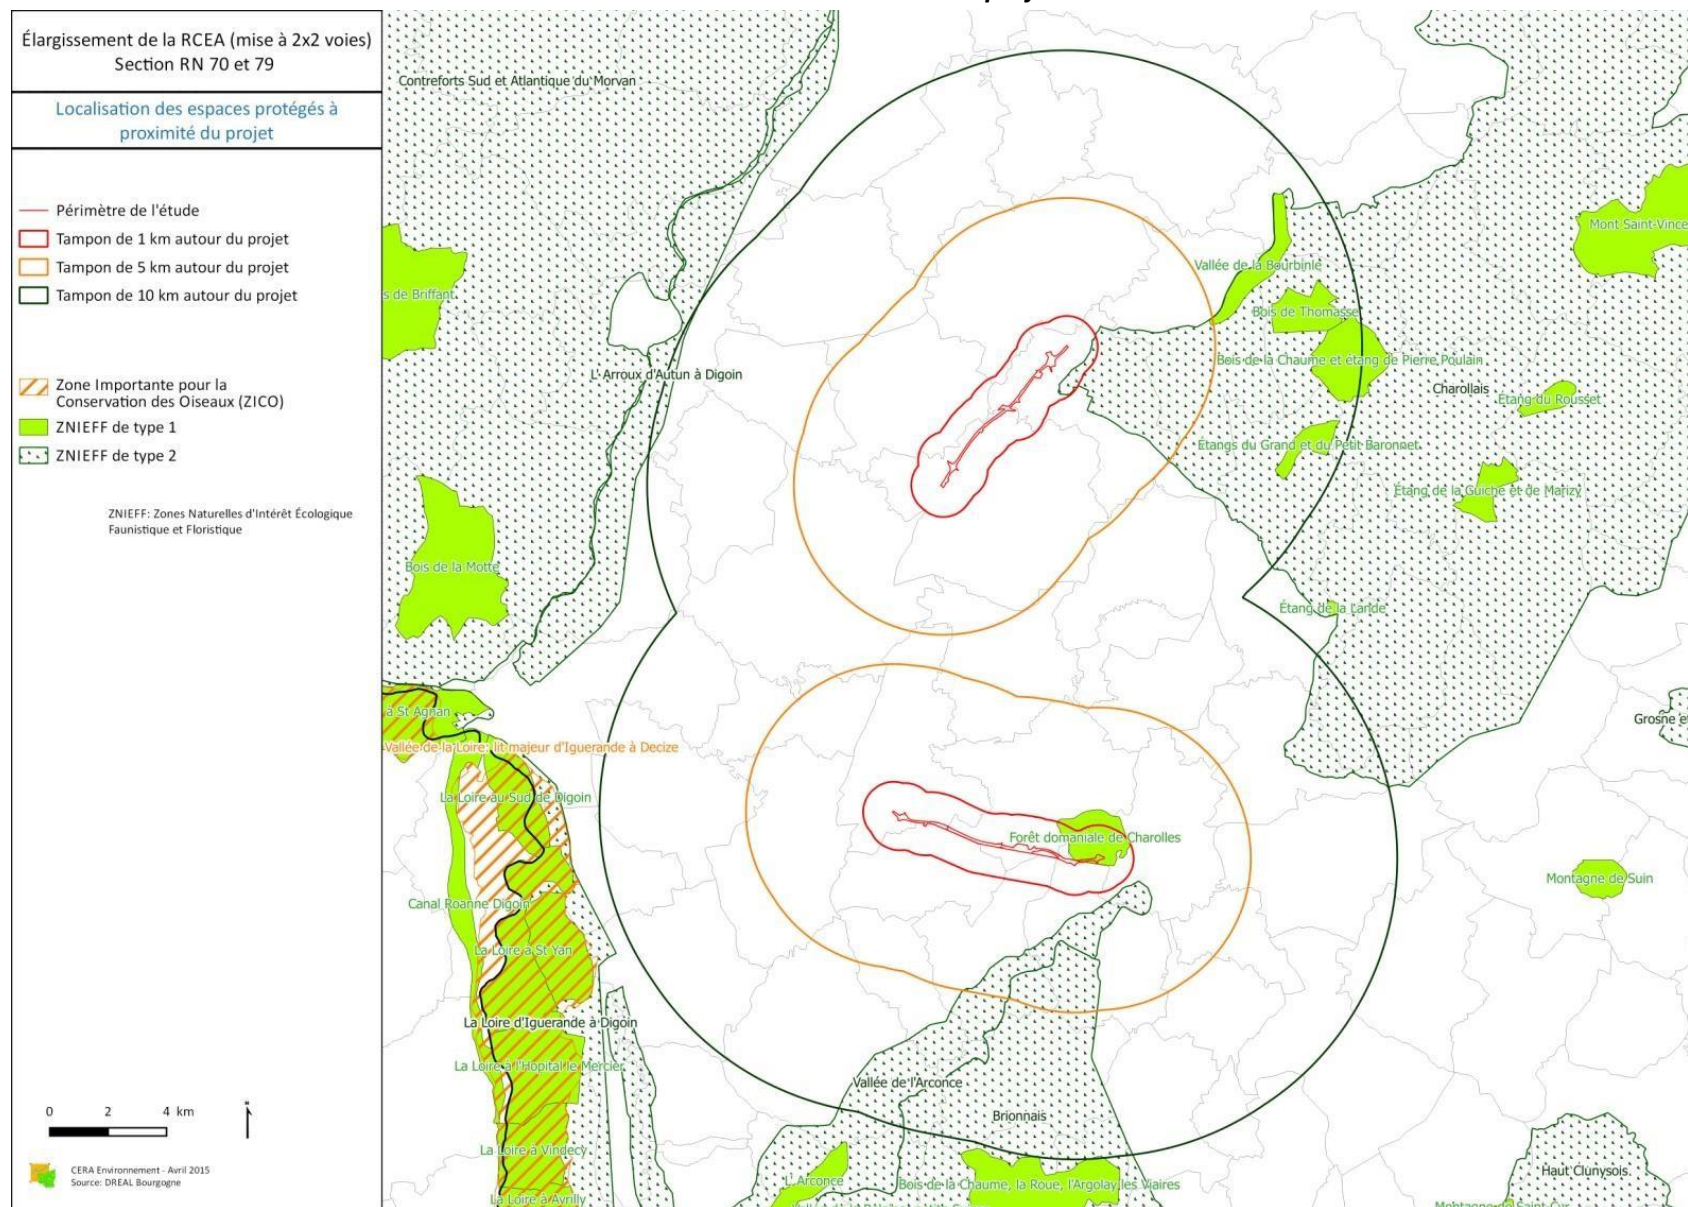 Élargissement de la RCEA (mise à 2x2 voies)
Section RN 70 et 79
Localisation des espaces protégés à
proximité du projet
Périmètre de l'étude
Tampon de 1 km autour du projet
Tampon de 5 km autour du projet
Tampon de 10 km autour du projet
Zone Importante pour la
Conservation des Oiseaux (ZICO)
ZNIEFF de type 1
ZNIEFF de type 2
ZNIEFF: Zones Naturelles d'Intérêt Écologique
Faunistique et Floristique
0 2 4 km
N
CERA Environnement - Avril 2015
Source: DREAL Bourgogne
Contreforts Sud et Atlantique du Morvan
Mont Saint-Vince
Vallée de la Bourbinle
s de Briffant
Bois de Thomasse
Bois de la Chaume et étang de Pierre Poulain
L' Arroux d'Autun à Digoin
Charollais
Étang du Rousset
Étangs du Grand et du Petit Baronnet
Étang de la Guiche et de Marizy
Bois de la Motte
Étang de la Lande
à St Agnan
Grosne et
Vallée de la Loire: lit majeur d'Iguerande à Decize
La Loire au Sud de Digoin
Forêt domaniale de Charolles
Montagne de Suin
Canal Roanne Digoin
La Loire à St Yan
La Loire d'Iguerande à Digoin
La Loire à l'Hopital le Mercier
Vallée de l'Arconce
Brionnais
La Loire à Vindecy
Haut Clunysois
L' Arconce
Bois de la Chaume, la Roue, l'Argolay les Viaires
La Loire à Avrilly